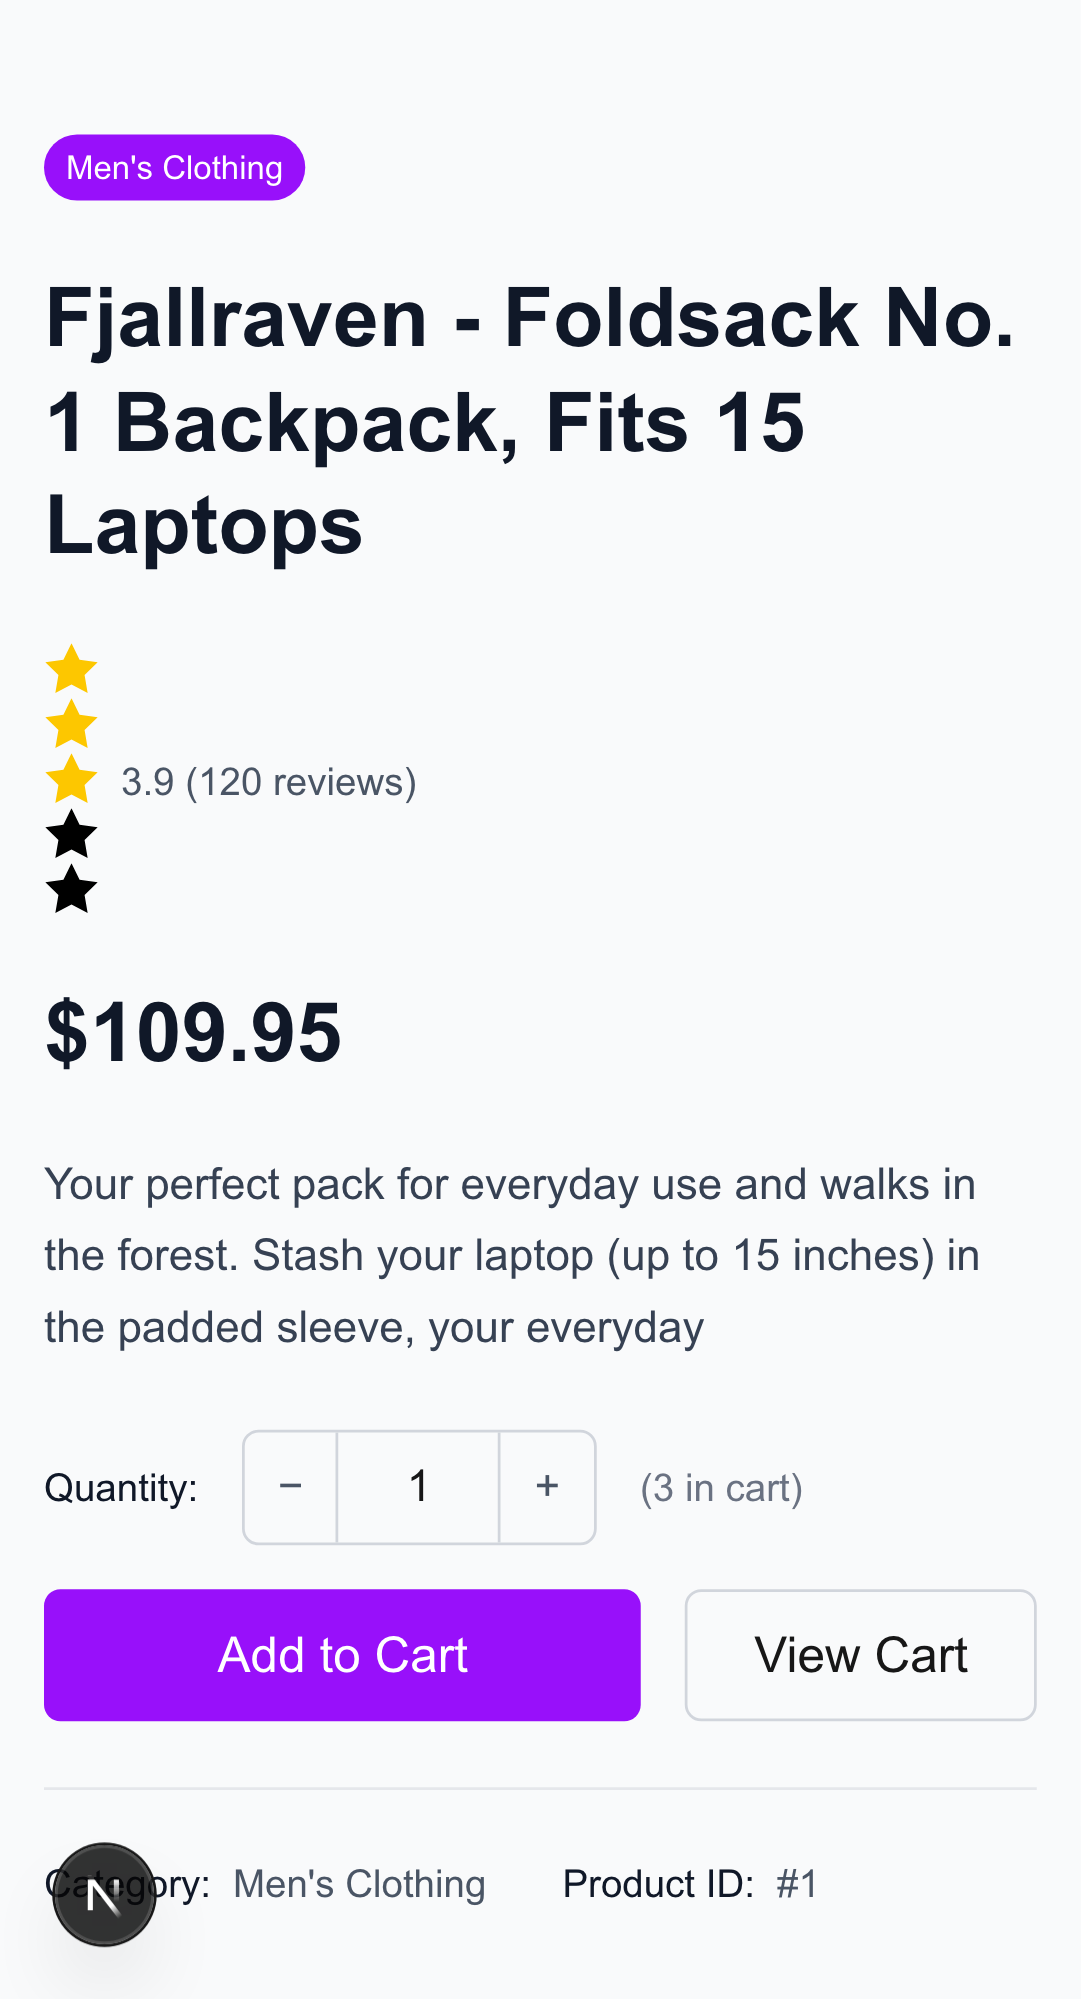 Men's Clothing
Fjallraven - Foldsack No.
1 Backpack, Fits 15
Laptops
3.9 (120 reviews)
$109.95
Your perfect pack for everyday use and walks in
the forest. Stash your laptop (up to 15 inches) in
the padded sleeve, your everyday
Quantity: − 1 + (3 in cart)
Add to Cart View Cart
Category: Men's Clothing Product ID: #1